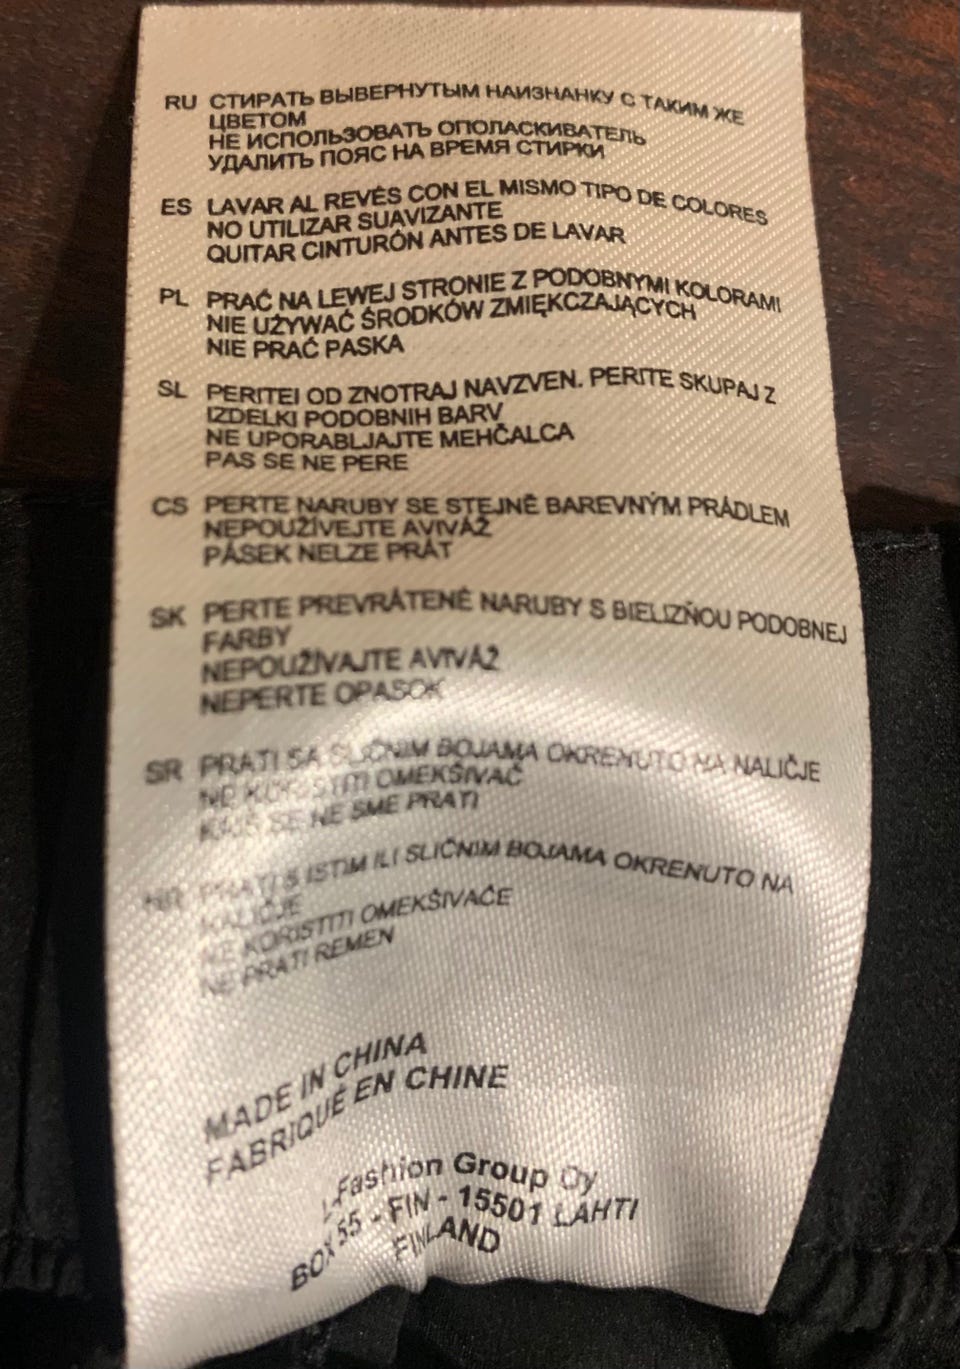 RU СТИРАТЬ ВЫВЕРНУТЫМ НАИЗНАНКУ С ТАКИМ ЖЕ
ЦВЕТОМ
НЕ ИСПОЛЬЗОВАТЬ ОПОЛАСКИВАТЕЛЬ
УДАЛИТЬ ПОЯС НА ВРЕМЯ СТИРКИ
ES LAVAR AL REVÉS CON EL MISMO TIPO DE COLORES
NO UTILIZAR SUAVIZANTE
QUITAR CINTURÓN ANTES DE LAVAR
PL PRAĆ NA LEWEJ STRONIE Z PODOBNYMI KOLORAMI
NIE UŻYWAĆ ŚRODKÓW ZMIĘKCZAJĄCYCH
NIE PRAĆ PASKA
SL PERITEI OD ZNOTRAJ NAVZVEN. PERITE SKUPAJ Z
IZDELKI PODOBNIH BARV
NE UPORABLJAJTE MEHČALCA
PAS SE NE PERE
CS PERTE NARUBY SE STEJNĚ BAREVNÝM PRÁDLEM
NEPOUŽÍVEJTE AVIVÁŽ
PÁSEK NELZE PRÁT
SK PERTE PREVRÁTENÉ NARUBY S BIELIZŇOU PODOBNEJ
FARBY
NEPOUŽÍVAJTE AVIVÁŽ
NEPERTE OPASOK
SR PRATI SA SLIČNIM BOJAMA OKRENUTO NA NALIČJE
NE KORISTITI OMEKŠIVAČ
KAIŠ SE NE SME PRATI
HR PRATI S ISTIM ILI SLIČNIM BOJAMA OKRENUTO NA
NALIČJE
NE KORISTITI OMEKŠIVAČE
NE PRATI REMEN
MADE IN CHINA
FABRIQUÉ EN CHINE
L-Fashion Group Oy
BOX 55 - FIN - 15501 LAHTI
FINLAND